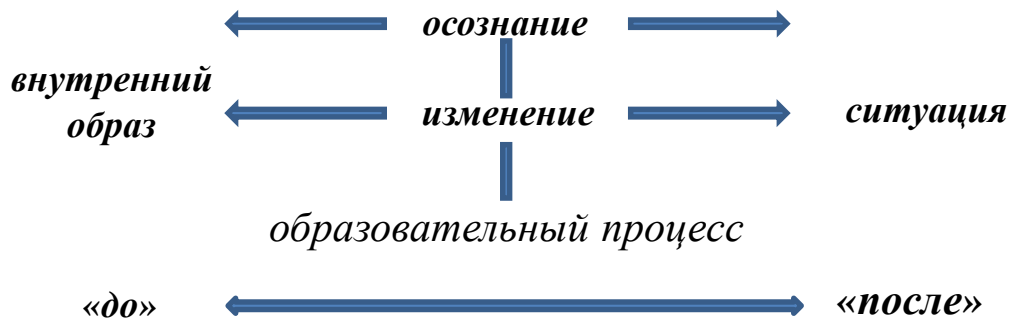 осознание
внутренний
образ
изменение
ситуация
образовательный процесс
«до»
«после»